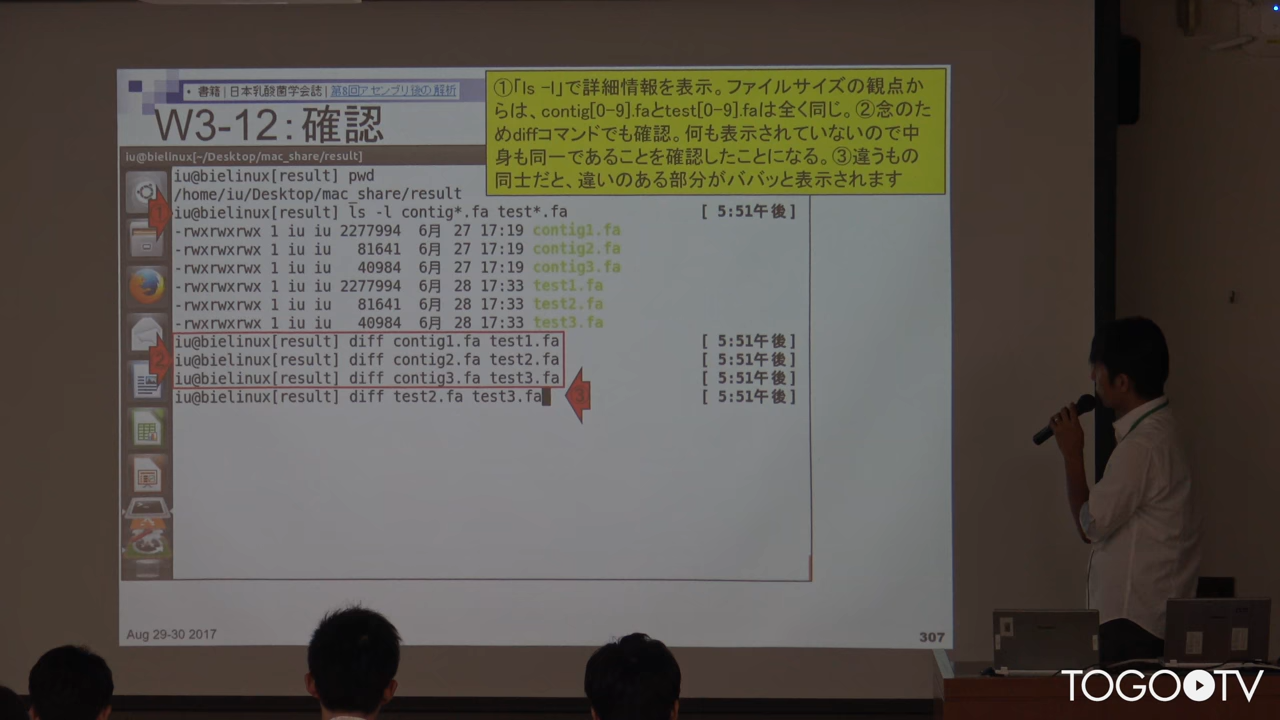 • 書籍 | 日本乳酸菌学会誌 | 第8回アセンブリ後の解析
W3-12：確認
①「ls -l」で詳細情報を表示。ファイルサイズの観点か
らは、contig[0-9].faとtest[0-9].faは全く同じ。②念のた
めdiffコマンドでも確認。何も表示されていないので中
身も同一であることを確認したことになる。③違うもの
同士だと、違いのある部分がババッと表示されます
iu@bielinux[~/Desktop/mac_share/result]
iu@bielinux[result] pwd
/home/iu/Desktop/mac_share/result
iu@bielinux[result] ls -l contig*.fa test*.fa [ 5:51午後]
-rwxrwxrwx 1 iu iu 2277994 6月 27 17:19 contig1.fa
-rwxrwxrwx 1 iu iu 81641 6月 27 17:19 contig2.fa
-rwxrwxrwx 1 iu iu 40984 6月 27 17:19 contig3.fa
-rwxrwxrwx 1 iu iu 2277994 6月 28 17:33 test1.fa
-rwxrwxrwx 1 iu iu 81641 6月 28 17:33 test2.fa
-rwxrwxrwx 1 iu iu 40984 6月 28 17:33 test3.fa
iu@bielinux[result] diff contig1.fa test1.fa [ 5:51午後]
iu@bielinux[result] diff contig2.fa test2.fa [ 5:51午後]
iu@bielinux[result] diff contig3.fa test3.fa [ 5:51午後]
iu@bielinux[result] diff test2.fa test3.fa [ 5:51午後]
1
2
3
Aug 29-30 2017
307
TOGOTV